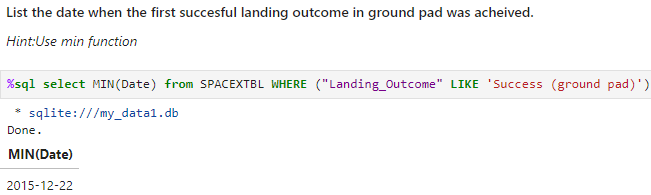 List the date when the first succesful landing outcome in ground pad was acheived.
Hint:Use min function
%sql select MIN(Date) from SPACEXTBL WHERE ("Landing_Outcome" LIKE 'Success (ground pad)')
* sqlite:///my_data1.db
Done.
MIN(Date)
2015-12-22